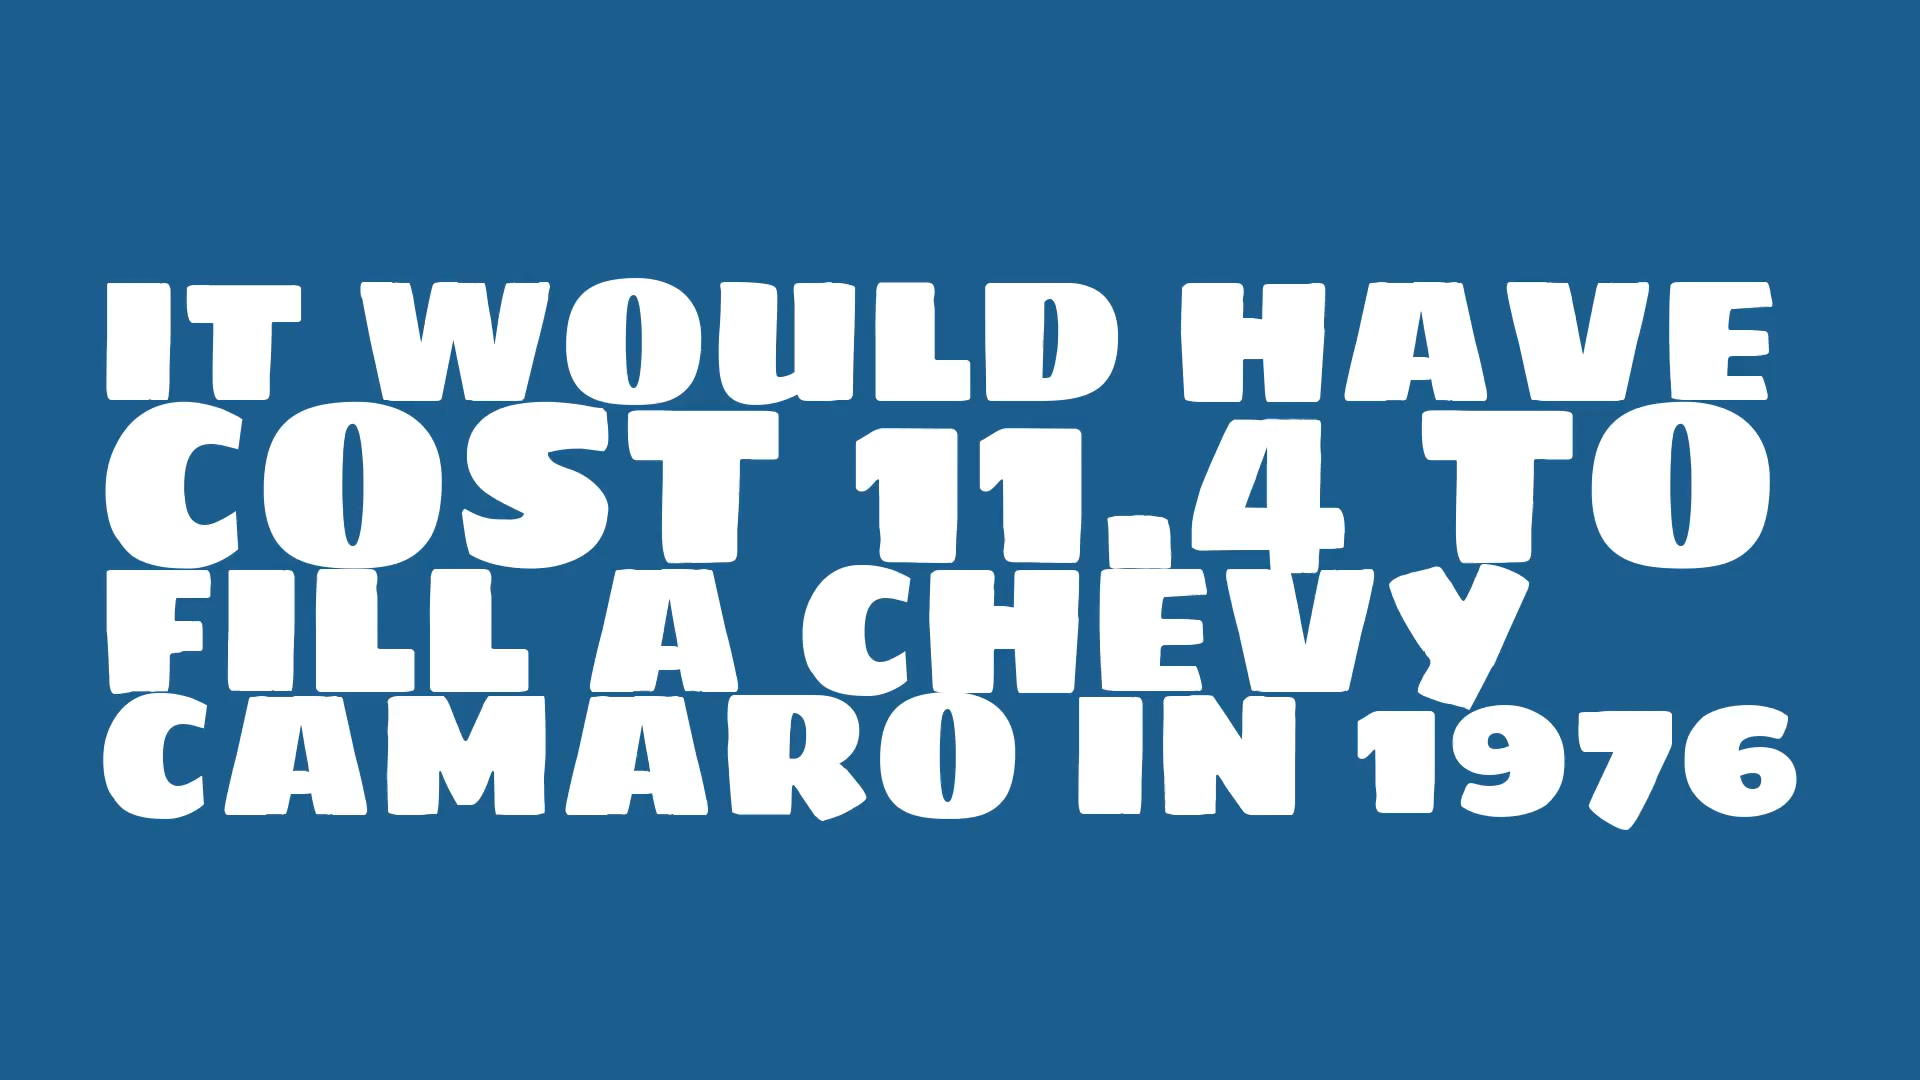 IT WOULD HAVE
COST 11.4 TO
FILL A CHEVY
CAMARO IN 1976